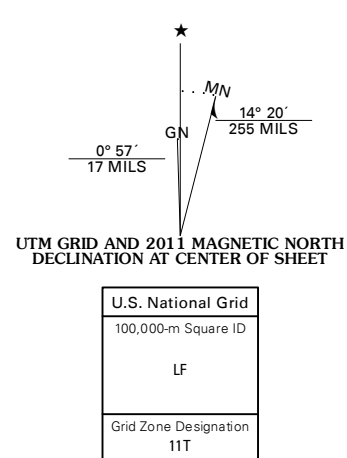 ★
MN
GN
14° 20´
255 MILS
0° 57´
17 MILS
UTM GRID AND 2011 MAGNETIC NORTH
DECLINATION AT CENTER OF SHEET
U.S. National Grid
100,000-m Square ID
LF
Grid Zone Designation
11T